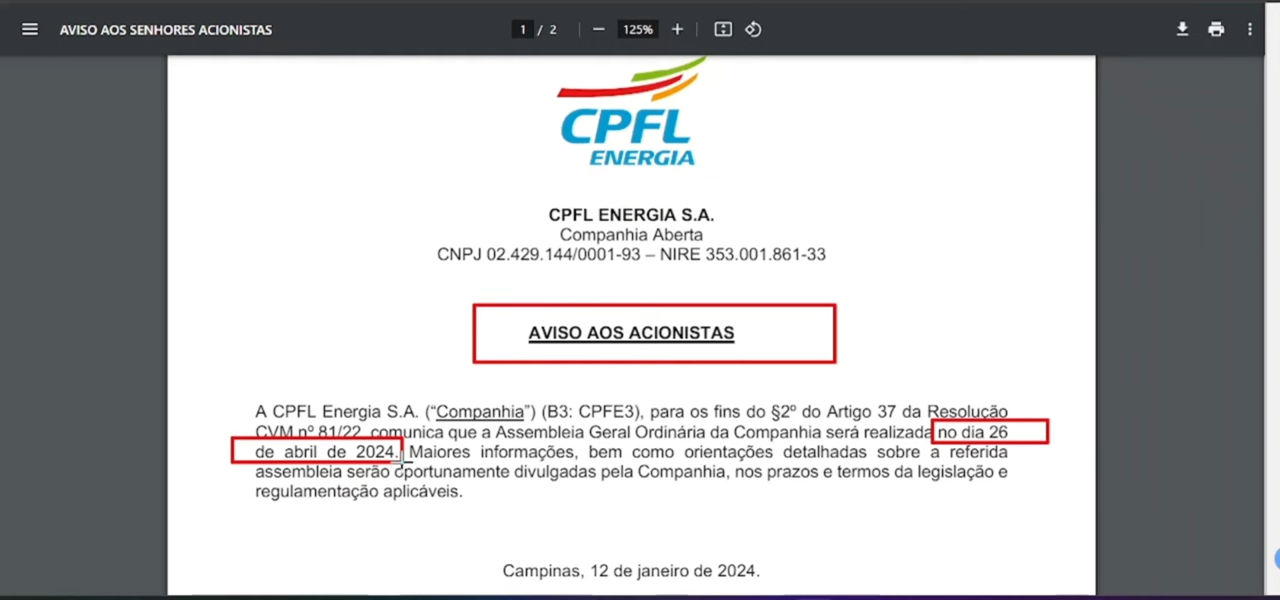 AVISO AOS SENHORES ACIONISTAS
1 / 2
125%
CPFL
ENERGIA
CPFL ENERGIA S.A.
Companhia Aberta
CNPJ 02.429.144/0001-93 – NIRE 353.001.861-33
AVISO AOS ACIONISTAS
A CPFL Energia S.A. (“Companhia”) (B3: CPFE3), para os fins do §2º do Artigo 37 da Resolução
CVM nº 81/22, comunica que a Assembleia Geral Ordinária da Companhia será realizada no dia 26
de abril de 2024. Maiores informações, bem como orientações detalhadas sobre a referida
assembleia serão oportunamente divulgadas pela Companhia, nos prazos e termos da legislação e
regulamentação aplicáveis.
Campinas, 12 de janeiro de 2024.